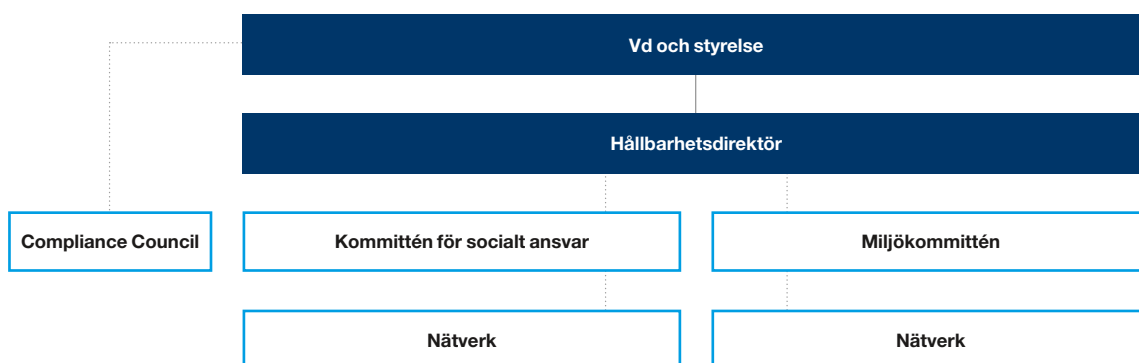 Vd och styrelse
Hållbarhetsdirektör
Compliance Council
Kommittén för socialt ansvar
Miljökommittén
Nätverk
Nätverk